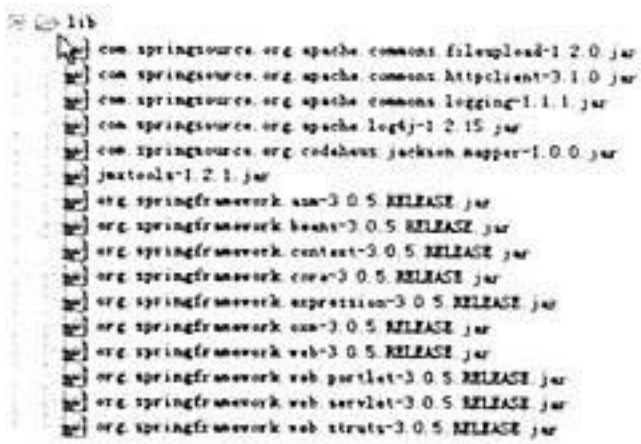 lib
com.springsource.org.apache.commons.fileupload-1.2.0.jar
com.springsource.org.apache.commons.httpclient-3.1.0.jar
com.springsource.org.apache.commons.logging-1.1.1.jar
com.springsource.org.apache.log4j-1.2.15.jar
com.springsource.org.codehaus.jackson.mapper-1.0.0.jar
jmxtools-1.2.1.jar
org.springframework.asm-3.0.5.RELEASE.jar
org.springframework.beans-3.0.5.RELEASE.jar
org.springframework.context-3.0.5.RELEASE.jar
org.springframework.core-3.0.5.RELEASE.jar
org.springframework.expression-3.0.5.RELEASE.jar
org.springframework.oxm-3.0.5.RELEASE.jar
org.springframework.web-3.0.5.RELEASE.jar
org.springframework.web.portlet-3.0.5.RELEASE.jar
org.springframework.web.servlet-3.0.5.RELEASE.jar
org.springframework.web.struts-3.0.5.RELEASE.jar